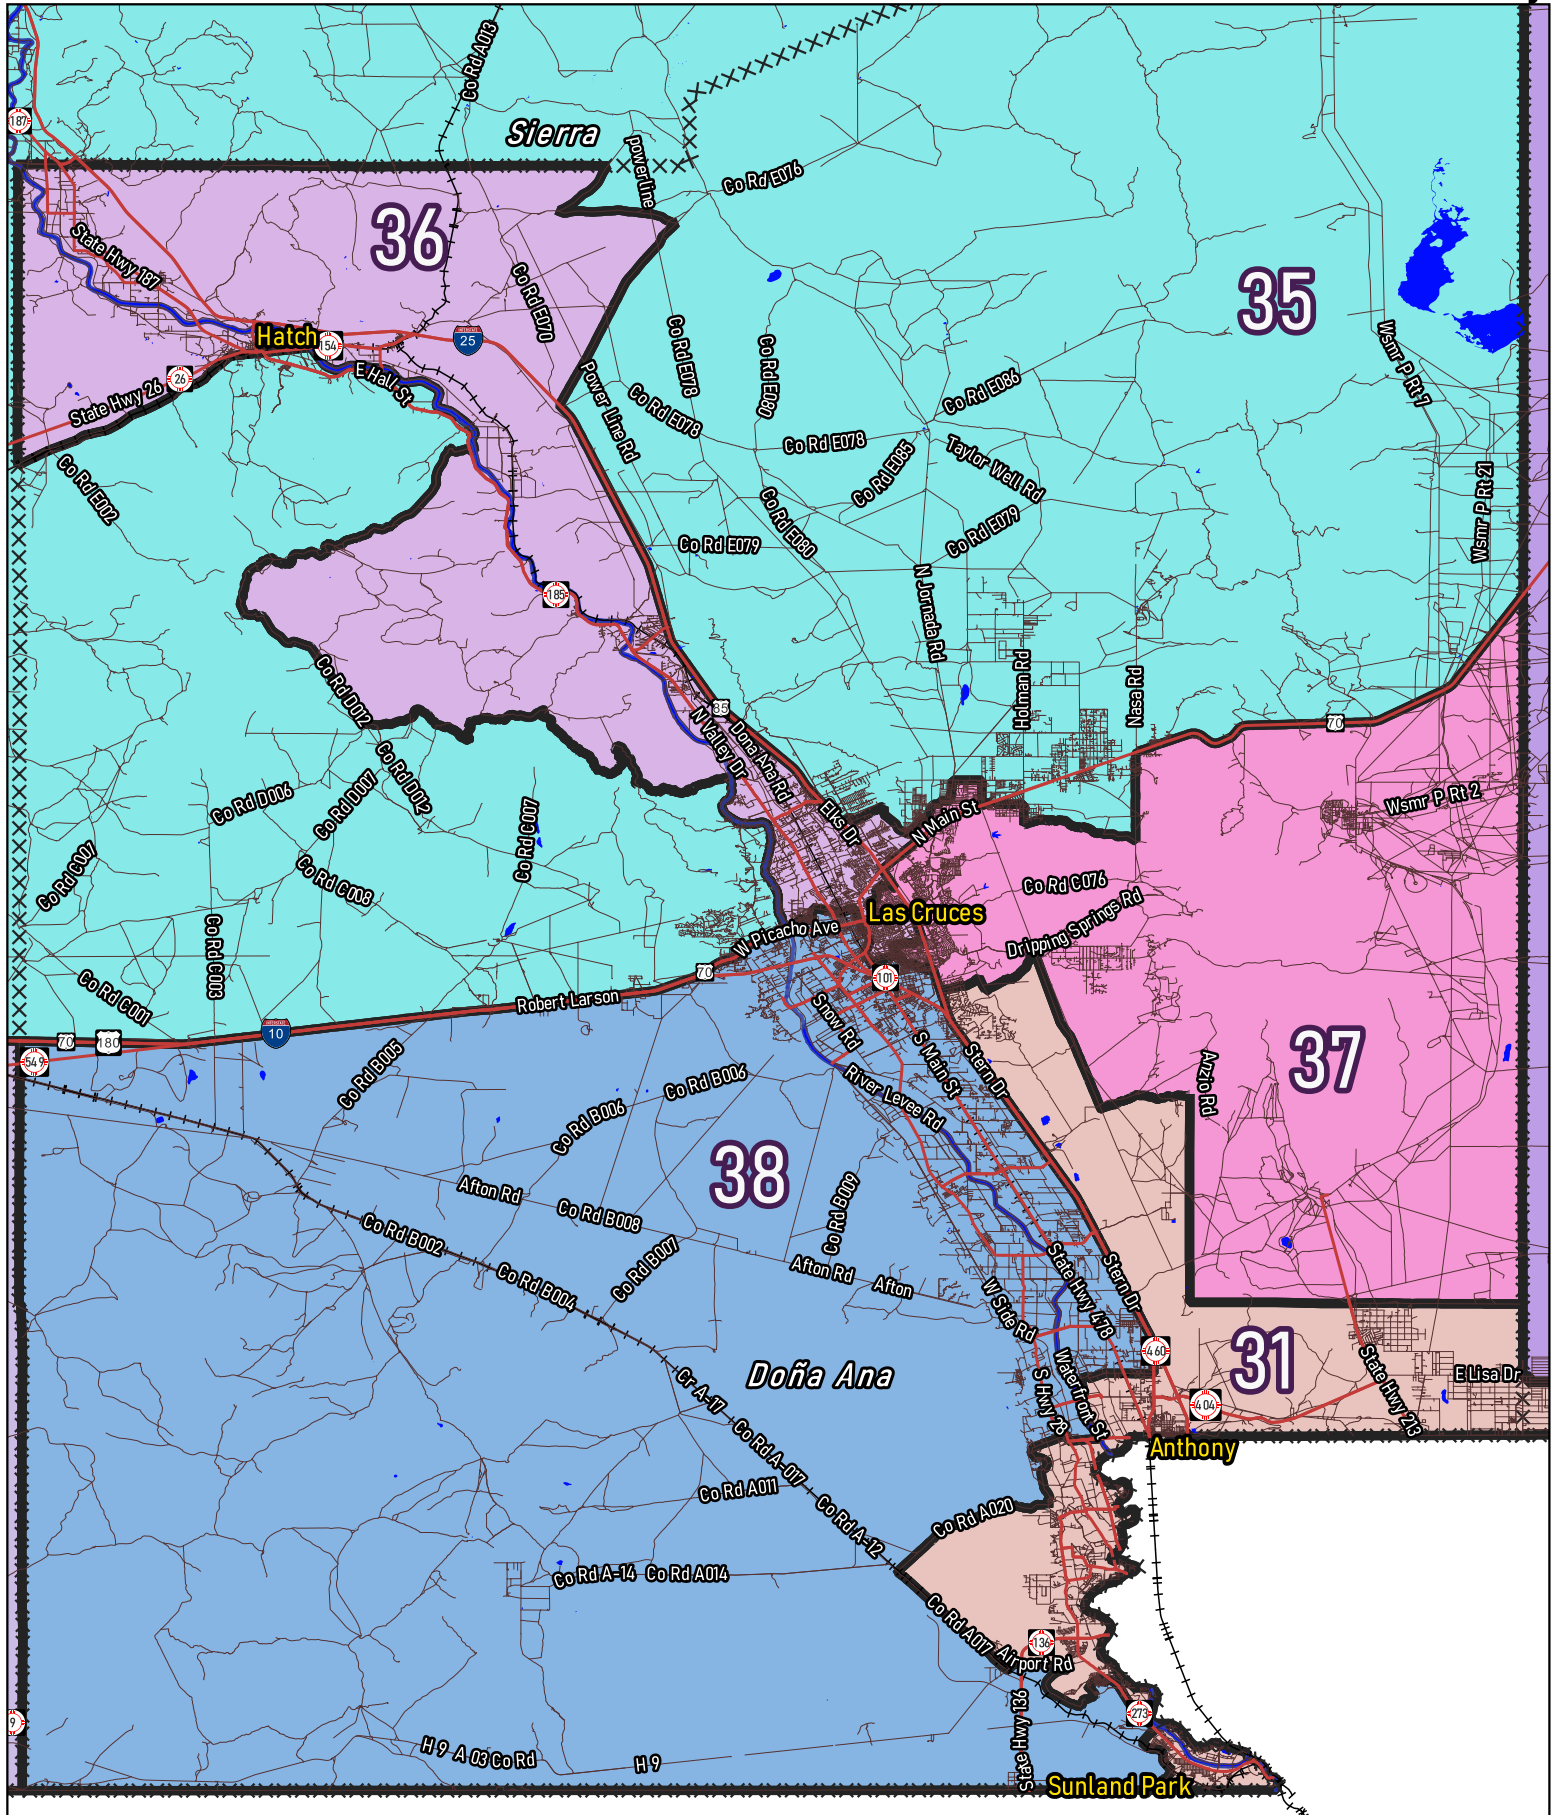 Co Rd A013
187
Sierra
powerline
Co Rd E076
36
State Hwy 187
35
Co Rd E070
Hatch
154
25
Co Rd E078
Co Rd E080
Wsmr P Rt 7
26
E Hall St
State Hwy 26
Power Line Rd
Co Rd E078
Co Rd E086
Co Rd E078
Co Rd E085
Taylor Well Rd
Co Rd E002
Wsmr P Rt 21
Co Rd E080
Co Rd E079
Co Rd E079
185
N Jornada Rd
Holman Rd
Nasa Rd
Co Rd D012
85
70
N Valley Dr
Dona Ana Rd
Co Rd D012
Co Rd D006
Co Rd D007
Co Rd C007
Elks Dr
N Main St
Wsmr P Rt 2
Co Rd C007
Co Rd C008
Co Rd C076
Las Cruces
Dripping Springs Rd
W Picacho Ave
Co Rd C003
70
101
Co Rd C001
Robert Larson
Snow Rd
10
70
180
549
S Main St
Stern Dr
37
Co Rd B005
Co Rd B006
Co Rd B006
River Levee Rd
Anzio Rd
38
Afton Rd
Co Rd B008
Co Rd B009
Co Rd B002
Co Rd B007
Afton Rd
Afton
Co Rd B004
State Hwy 478
Stern Dr
W Side Rd
460
31
Doña Ana
Cr A-17
Waterfront St
S Hwy 28
State Hwy 213
E Lisa Dr
404
Co Rd A-017
Anthony
Co Rd A011
Co Rd A-12
Co Rd A020
Co Rd A-14
Co Rd A014
Co Rd A017
136
Airport Rd
State Hwy 136
273
9
H 9
A 03 Co Rd
H 9
Sunland Park